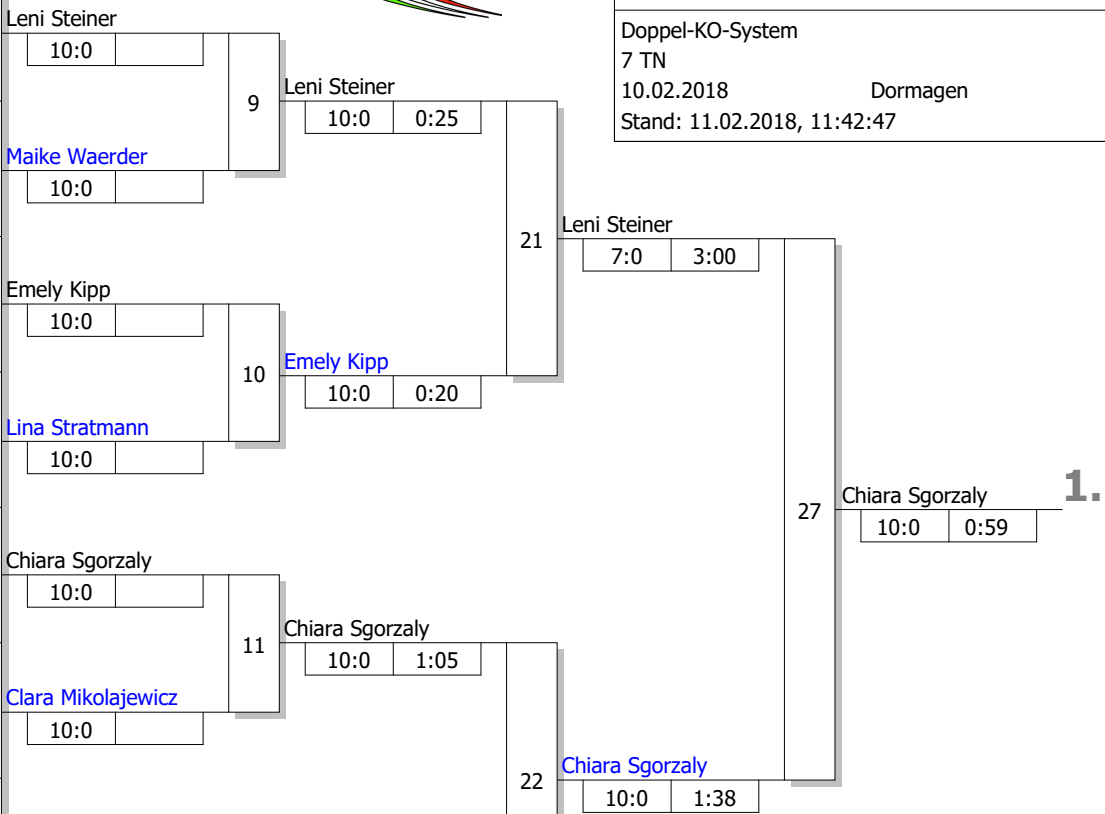 Leni Steiner
10:0
9
Maike Waerder
10:0
Leni Steiner
10:0 0:25
Doppel-KO-System
7 TN
10.02.2018 Dormagen
Stand: 11.02.2018, 11:42:47
21
Leni Steiner
7:0 3:00
Emely Kipp
10:0
10
Lina Stratmann
10:0
Emely Kipp
10:0 0:20
27
Chiara Sgorzaly 1.
10:0 0:59
Chiara Sgorzaly
10:0
11
Clara Mikolajewicz
10:0
Chiara Sgorzaly
10:0 1:05
22
Chiara Sgorzaly
10:0 1:38